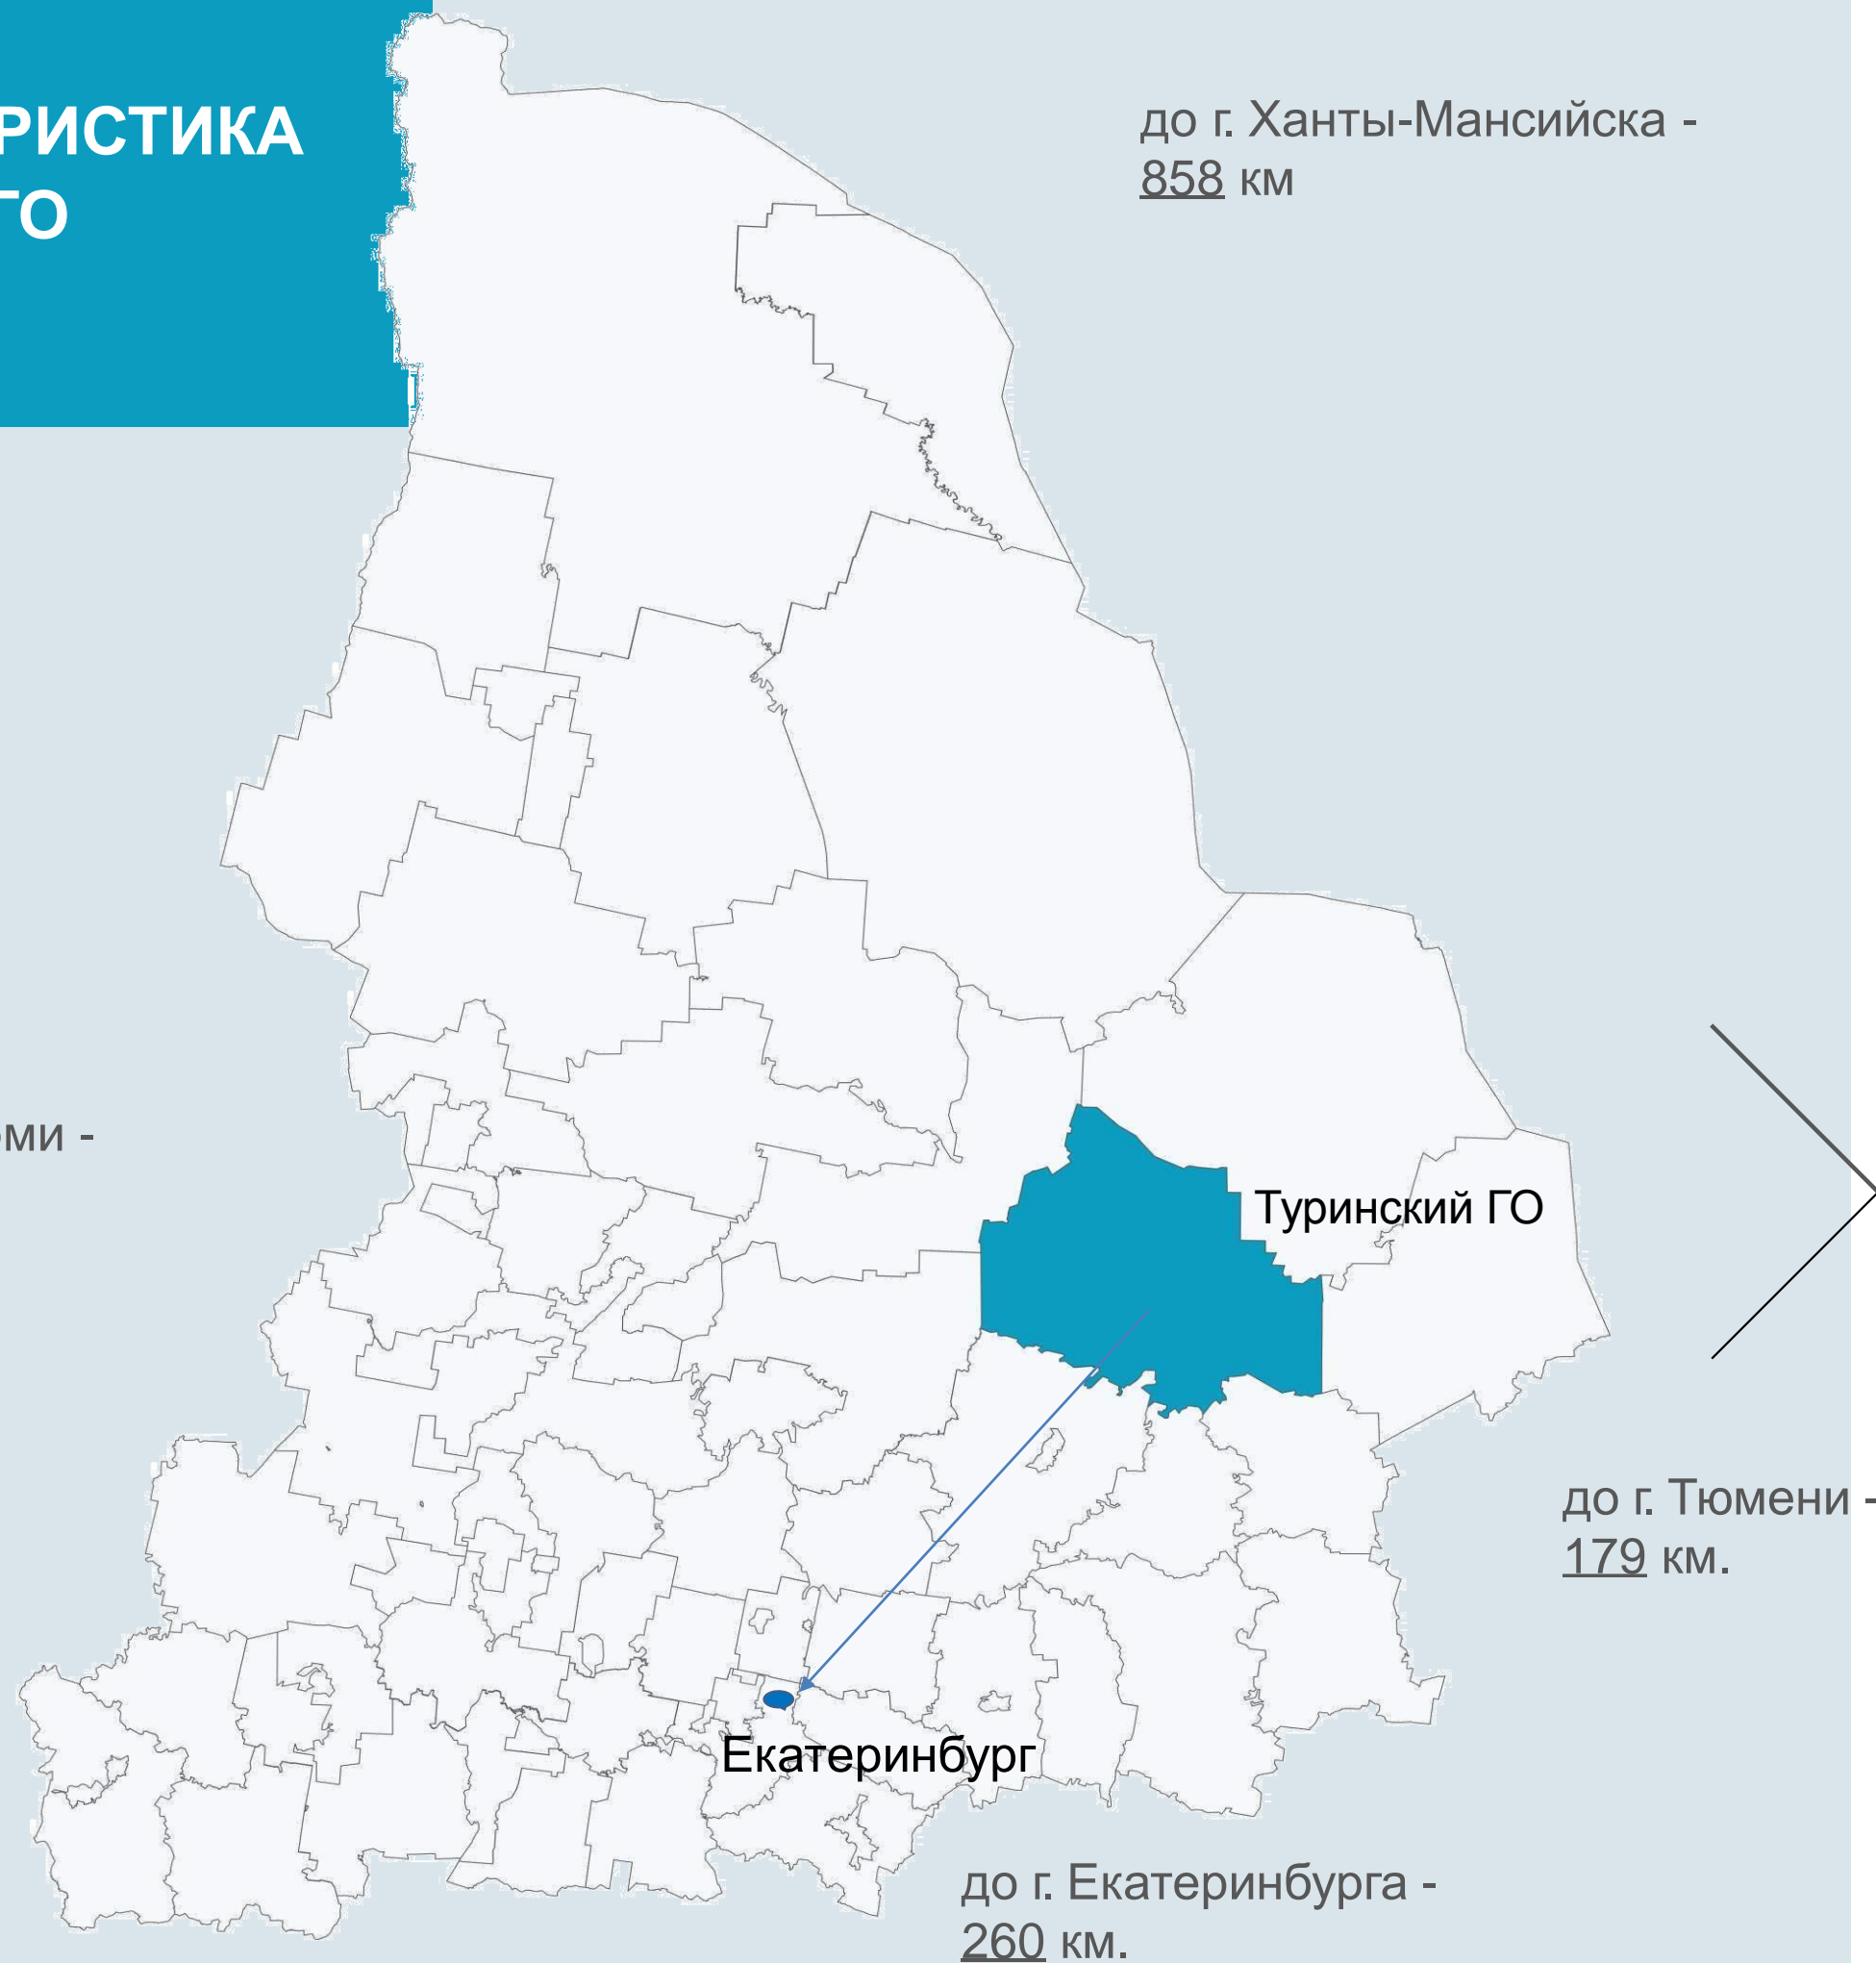 РИСТИКА
ГО
до г. Ханты-Мансийска -
858 км
ми -
Туринский ГО
до г. Тюмени -
179 км.
Екатеринбург
до г. Екатеринбурга -
260 км.